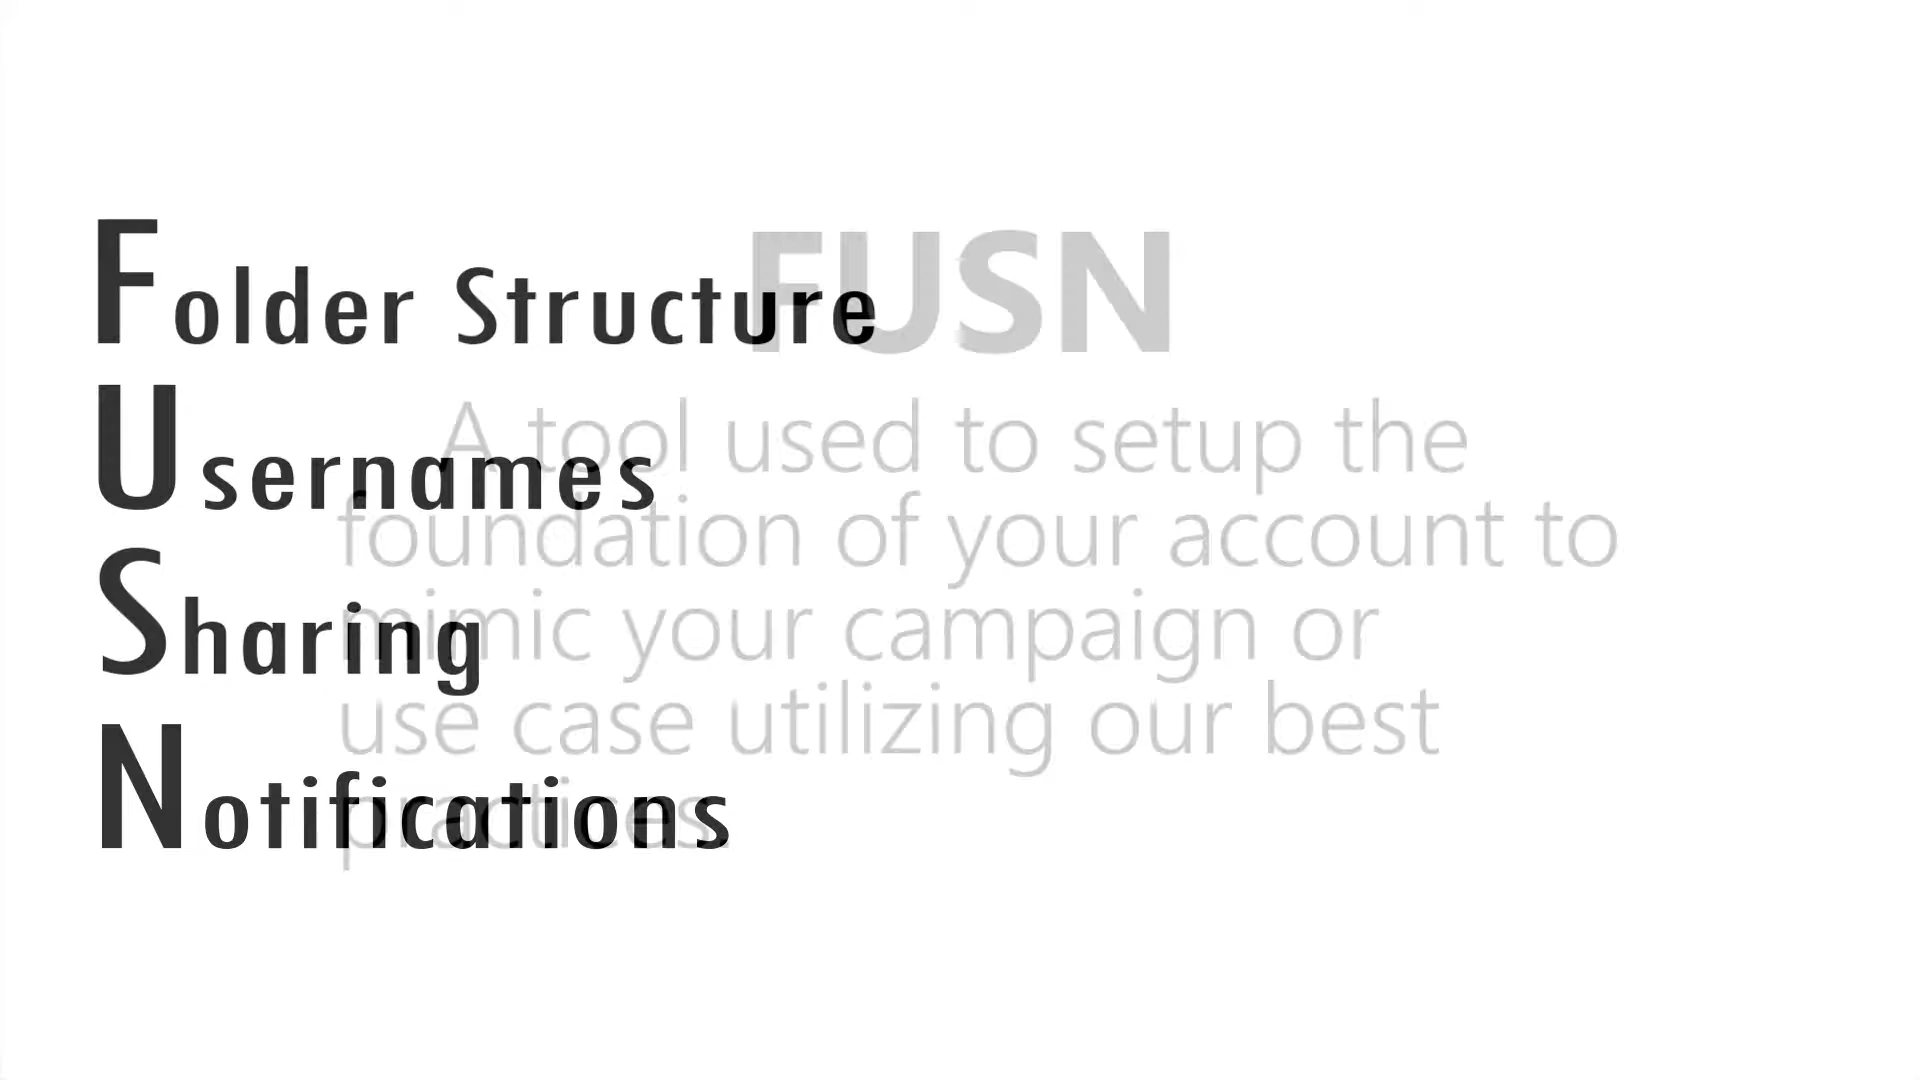 Folder Structure
Usernames
Sharing
Notifications
FUSN
A tool used to setup the
foundation of your account to
mimic your campaign or
use case utilizing our best
practices